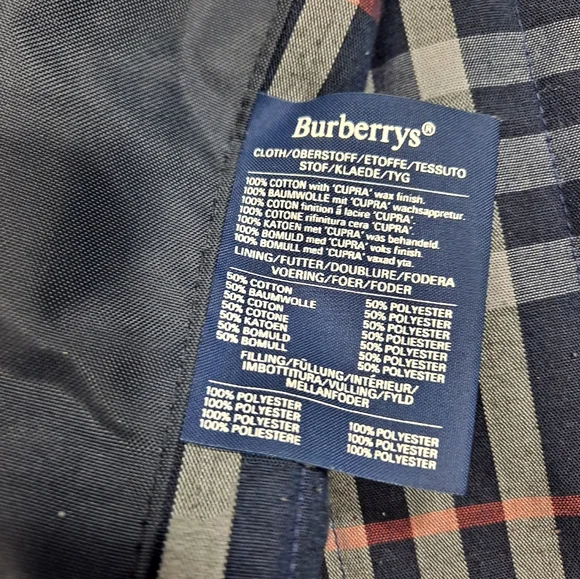 Burberrys®
CLOTH/OBERSTOFF/ETOFFE/TESSUTO
STOF/KLAEDE/TYG
100% COTTON with 'CUPRA' wax finish.
100% BAUMWOLLE mit 'CUPRA' wachsappretur.
100% COTON finition á lacire 'CUPRA'.
100% COTONE rifinitura cera 'CUPRA'.
100% KATOEN met 'CUPRA' was behandeld.
100% BOMULD med 'CUPRA' voks finish.
100% BOMULL med 'CUPRA' vaxad yta.
LINING/FUTTER/DOUBLURE/FODERA
VOERING/FOER/FODER
50% COTTON 50% POLYESTER
50% BAUMWOLLE 50% POLYESTER
50% COTON 50% POLYESTER
50% COTONE 50% POLIESTERE
50% KATOEN 50% POLYESTER
50% BOMULD 50% POLYESTER
50% BOMULL 50% POLYESTER
FILLING/FÜLLUNG/INTÉRIEUR/
IMBOTTITURA/VULLING/FYLD
MELLANFODER
100% POLYESTER
100% POLYESTER 100% POLYESTER
100% POLYESTER 100% POLYESTER
100% POLIESTERE 100% POLYESTER